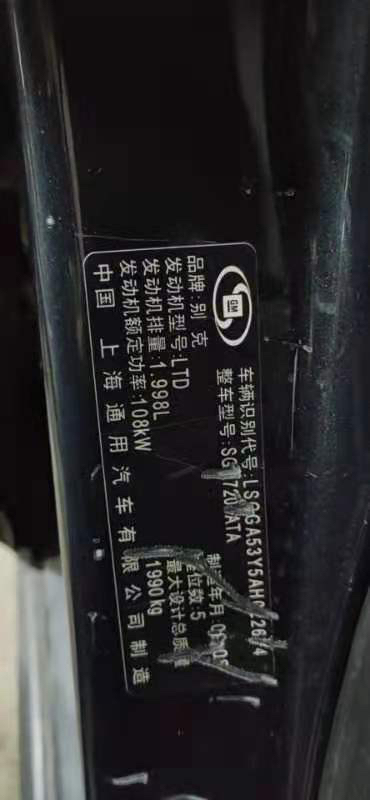 GM
车辆识别代号:
品牌:别克
整车型号:
发动机型号:LTD
制造年月
发动机排量:1.998L
座位数:5
发动机额定功率:108kW
最大设计总质量
1990kg
中国 上海通用汽车有限公司制造